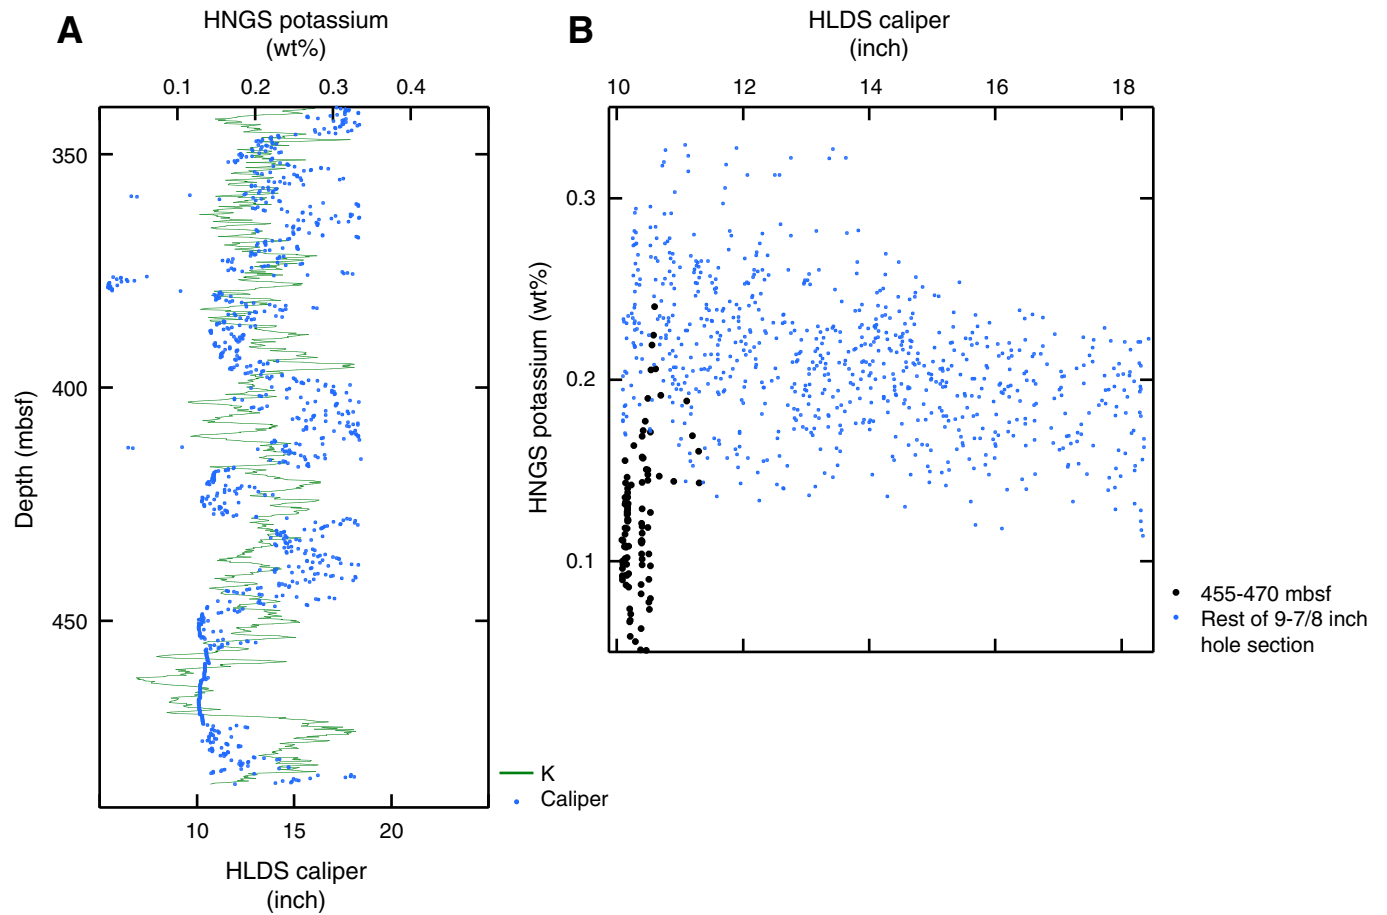 A
HNGS potassium
(wt%)
0.1 0.2 0.3 0.4
350
400
450
Depth (mbsf)
10 15 20
HLDS caliper
(inch)
K
Caliper
B
HLDS caliper
(inch)
10 12 14 16 18
0.3
0.2
0.1
HNGS potassium (wt%)
455-470 mbsf
Rest of 9-7/8 inch
hole section